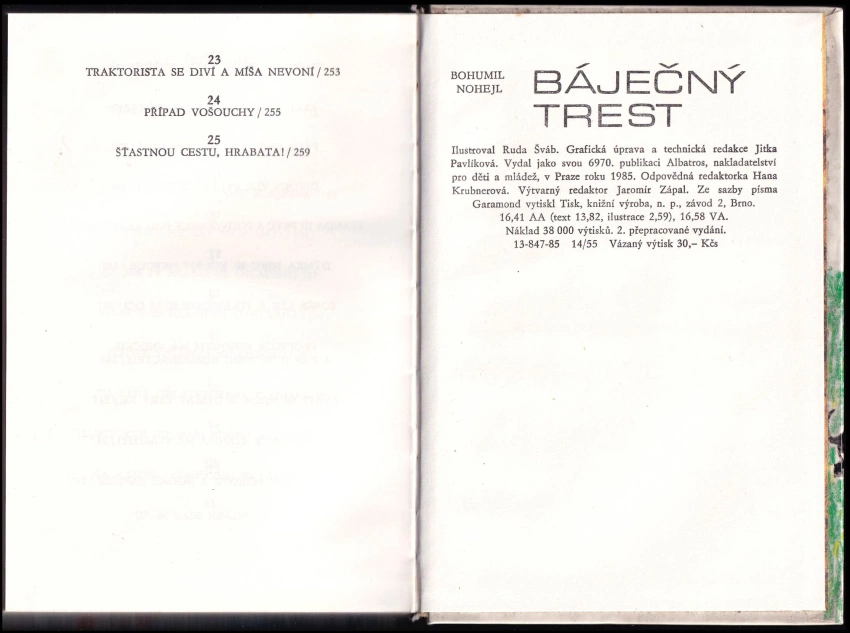 23
TRAKTORISTA SE DIVÍ A MÍŠA NEVONÍ / 253
24
PŘÍPAD VOŠOUCHY / 255
25
ŠŤASTNOU CESTU, HRABATA! / 259
BOHUMIL
NOHEJL
BÁJEČNÝ
TREST
Ilustroval Ruda Šváb. Grafická úprava a technická redakce Jitka
Pavlíková. Vydal jako svou 6970. publikaci Albatros, nakladatelství
pro děti a mládež, v Praze roku 1985. Odpovědná redaktorka Hana
Krubnerová. Výtvarný redaktor Jaromír Zápal. Ze sazby písma
Garamond vytiskl Tisk, knižní výroba, n. p., závod 2, Brno.
16,41 AA (text 13,82, ilustrace 2,59), 16,58 VA.
Náklad 38 000 výtisků. 2. přepracované vydání.
13-847-85 14/55 Vázaný výtisk 30,– Kčs